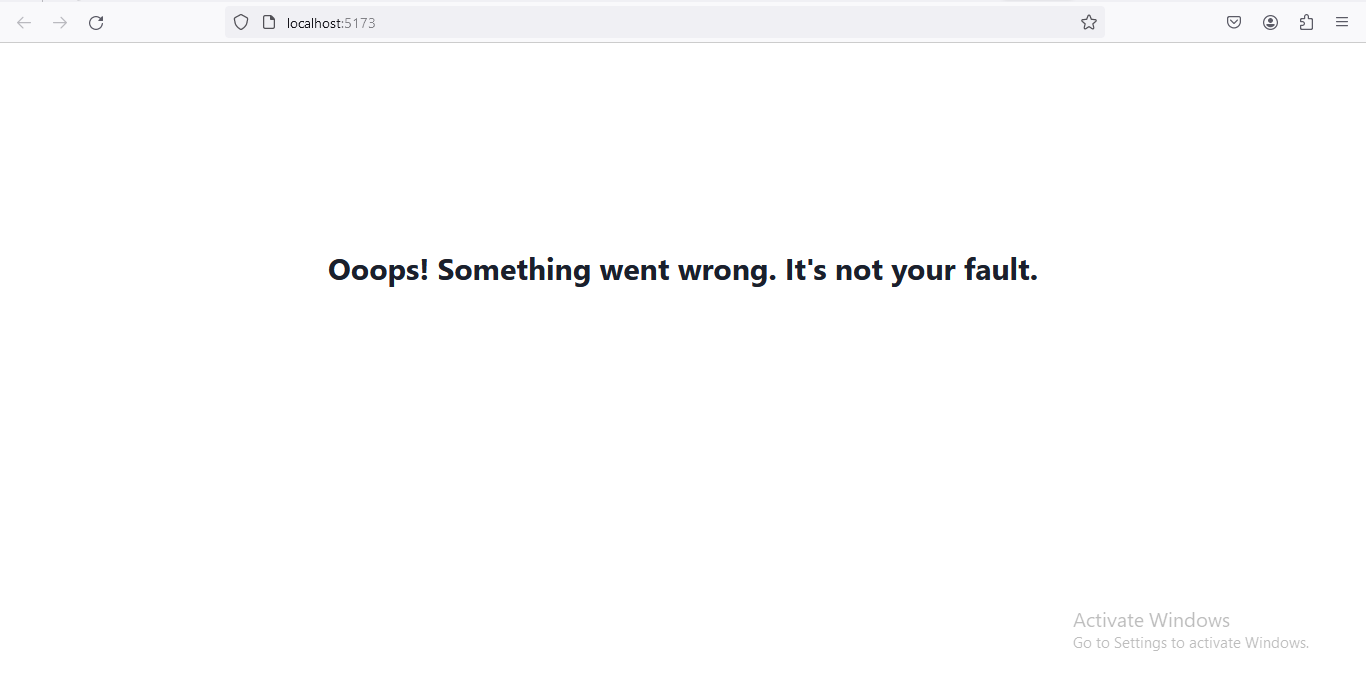 localhost:5173
Ooops! Something went wrong. It's not your fault.
Activate Windows
Go to Settings to activate Windows.